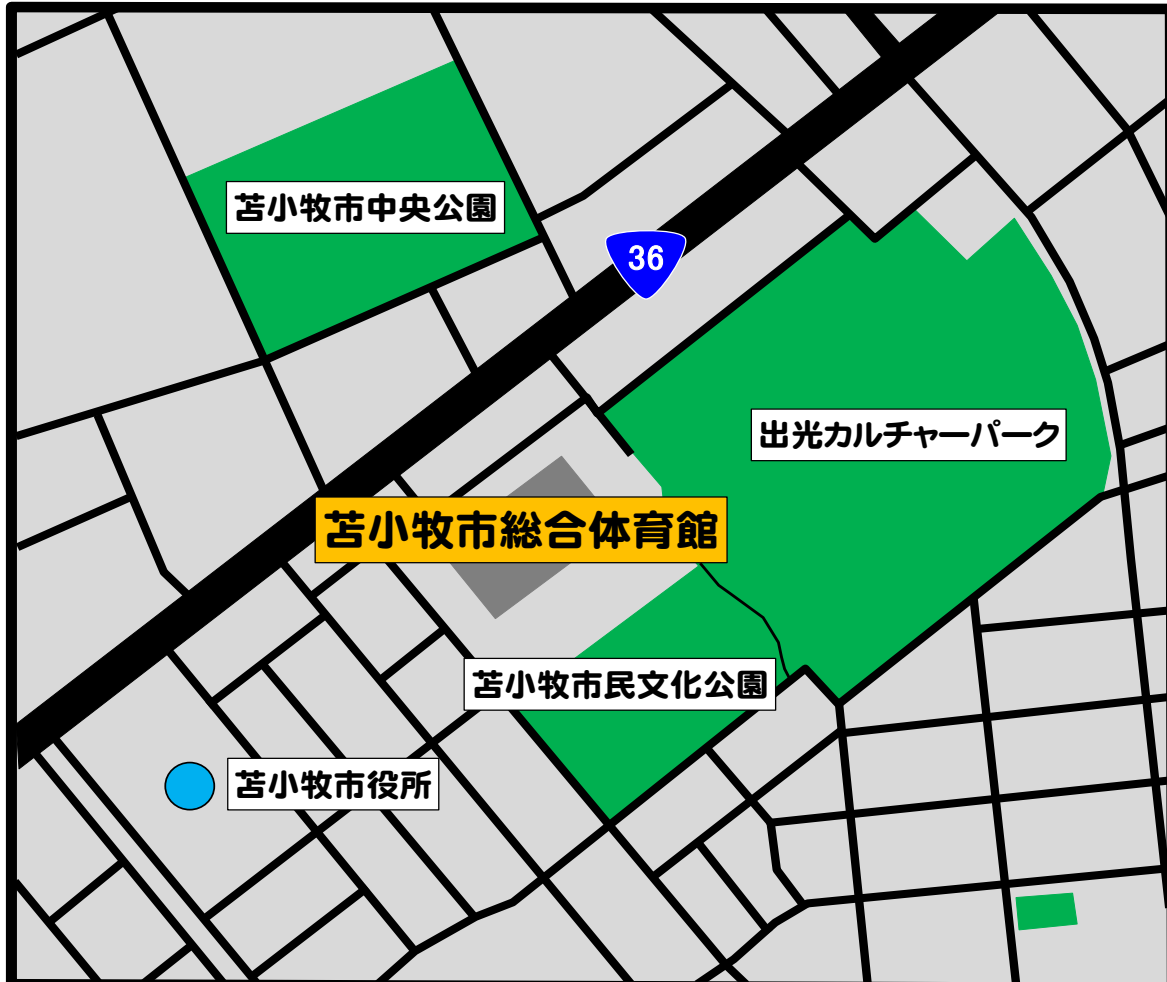 苫小牧市中央公園
36
出光カルチャーパーク
苫小牧市総合体育館
苫小牧市民文化公園
苫小牧市役所